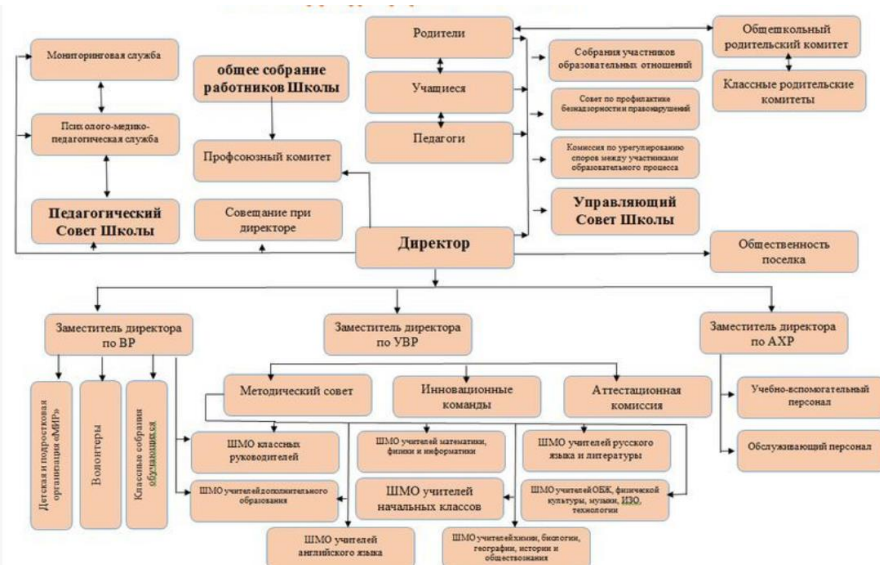 Родители
Общешкольный
родительский комитет
Мониторинговая служба
общее собрание
работников Школы
Собрания участников
образовательных отношений
Учащиеся
Классные родительские
комитеты
Совет по профилактике
безнадзорности и правонарушений
Психолого-медико-
педагогическая служба
Педагоги
Профсоюзный комитет
Комиссия по урегулированию
споров между участниками
образовательного процесса
Педагогический
Совет Школы
Совещание при
директоре
Управляющий
Совет Школы
Директор
Общественность
поселка
Заместитель директора
по ВР
Заместитель директора
по УВР
Заместитель директора
по АХР
Методический совет
Инновационные
команды
Аттестационная
комиссия
Учебно-вспомогательный
персонал
Детская и подростковая
организация «МИР»
Волонтеры
Классные собрания
обучающихся
ШМО классных
руководителей
ШМО учителей математики,
физики и информатики
ШМО учителей русского
языка и литературы
Обслуживающий персонал
ШМО учителей дополнительного
образования
ШМО учителей
начальных классов
ШМО учителей ОБЖ, физической
культуры, музыки, ИЗО,
технологии
ШМО учителей
английского языка
ШМО учителей химии, биологии,
географии, истории и
обществознания